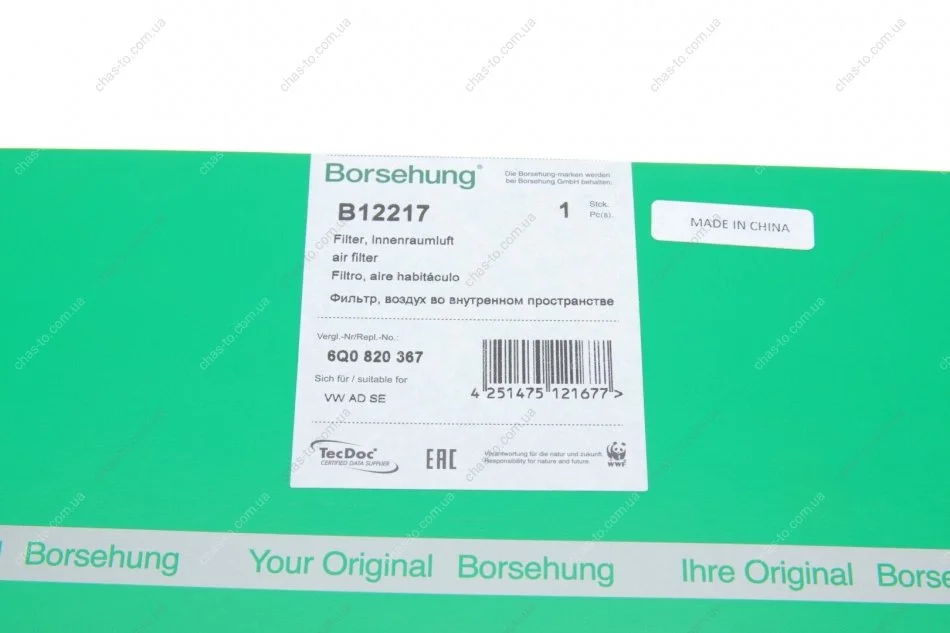 Borsehung®
Die Borsehung-marken werden
bei Borsehung GmbH behalten.
B12217
1
Stck.
Pc(s).
MADE IN CHINA
Filter, Innenraumluft
air filter
Filtro, aire habitáculo
Фильтр, воздух во внутренном пространстве
Vergl.-Nr/Repl.-No.:
6Q0 820 367
Sich für / suitable for
VW AD SE
4 251475 121677 >
TecDoc®
CERTIFIED DATA SUPPLIER
EAC
Verantwortung für die natur und zukunft.
Responsibility for nature and future.
WWF
Borsehung Your Original Borsehung Ihre Original Borse
chas-to.com.ua